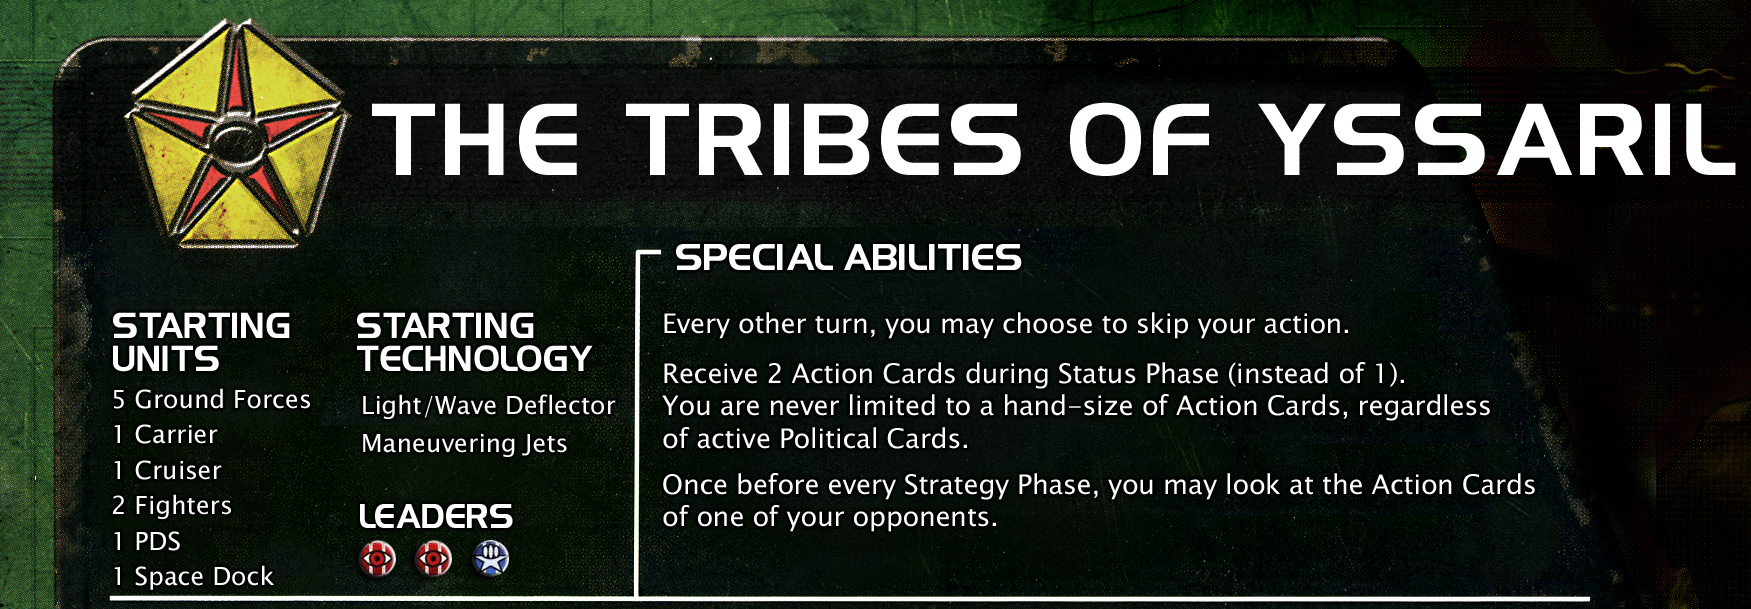 THE TRIBES OF YSSARIL
STARTING
UNITS
5 Ground Forces
1 Carrier
1 Cruiser
2 Fighters
1 PDS
1 Space Dock
STARTING
TECHNOLOGY
Light/Wave Deflector
Maneuvering Jets
LEADERS
SPECIAL ABILITIES
Every other turn, you may choose to skip your action.
Receive 2 Action Cards during Status Phase (instead of 1).
You are never limited to a hand-size of Action Cards, regardless
of active Political Cards.
Once before every Strategy Phase, you may look at the Action Cards
of one of your opponents.